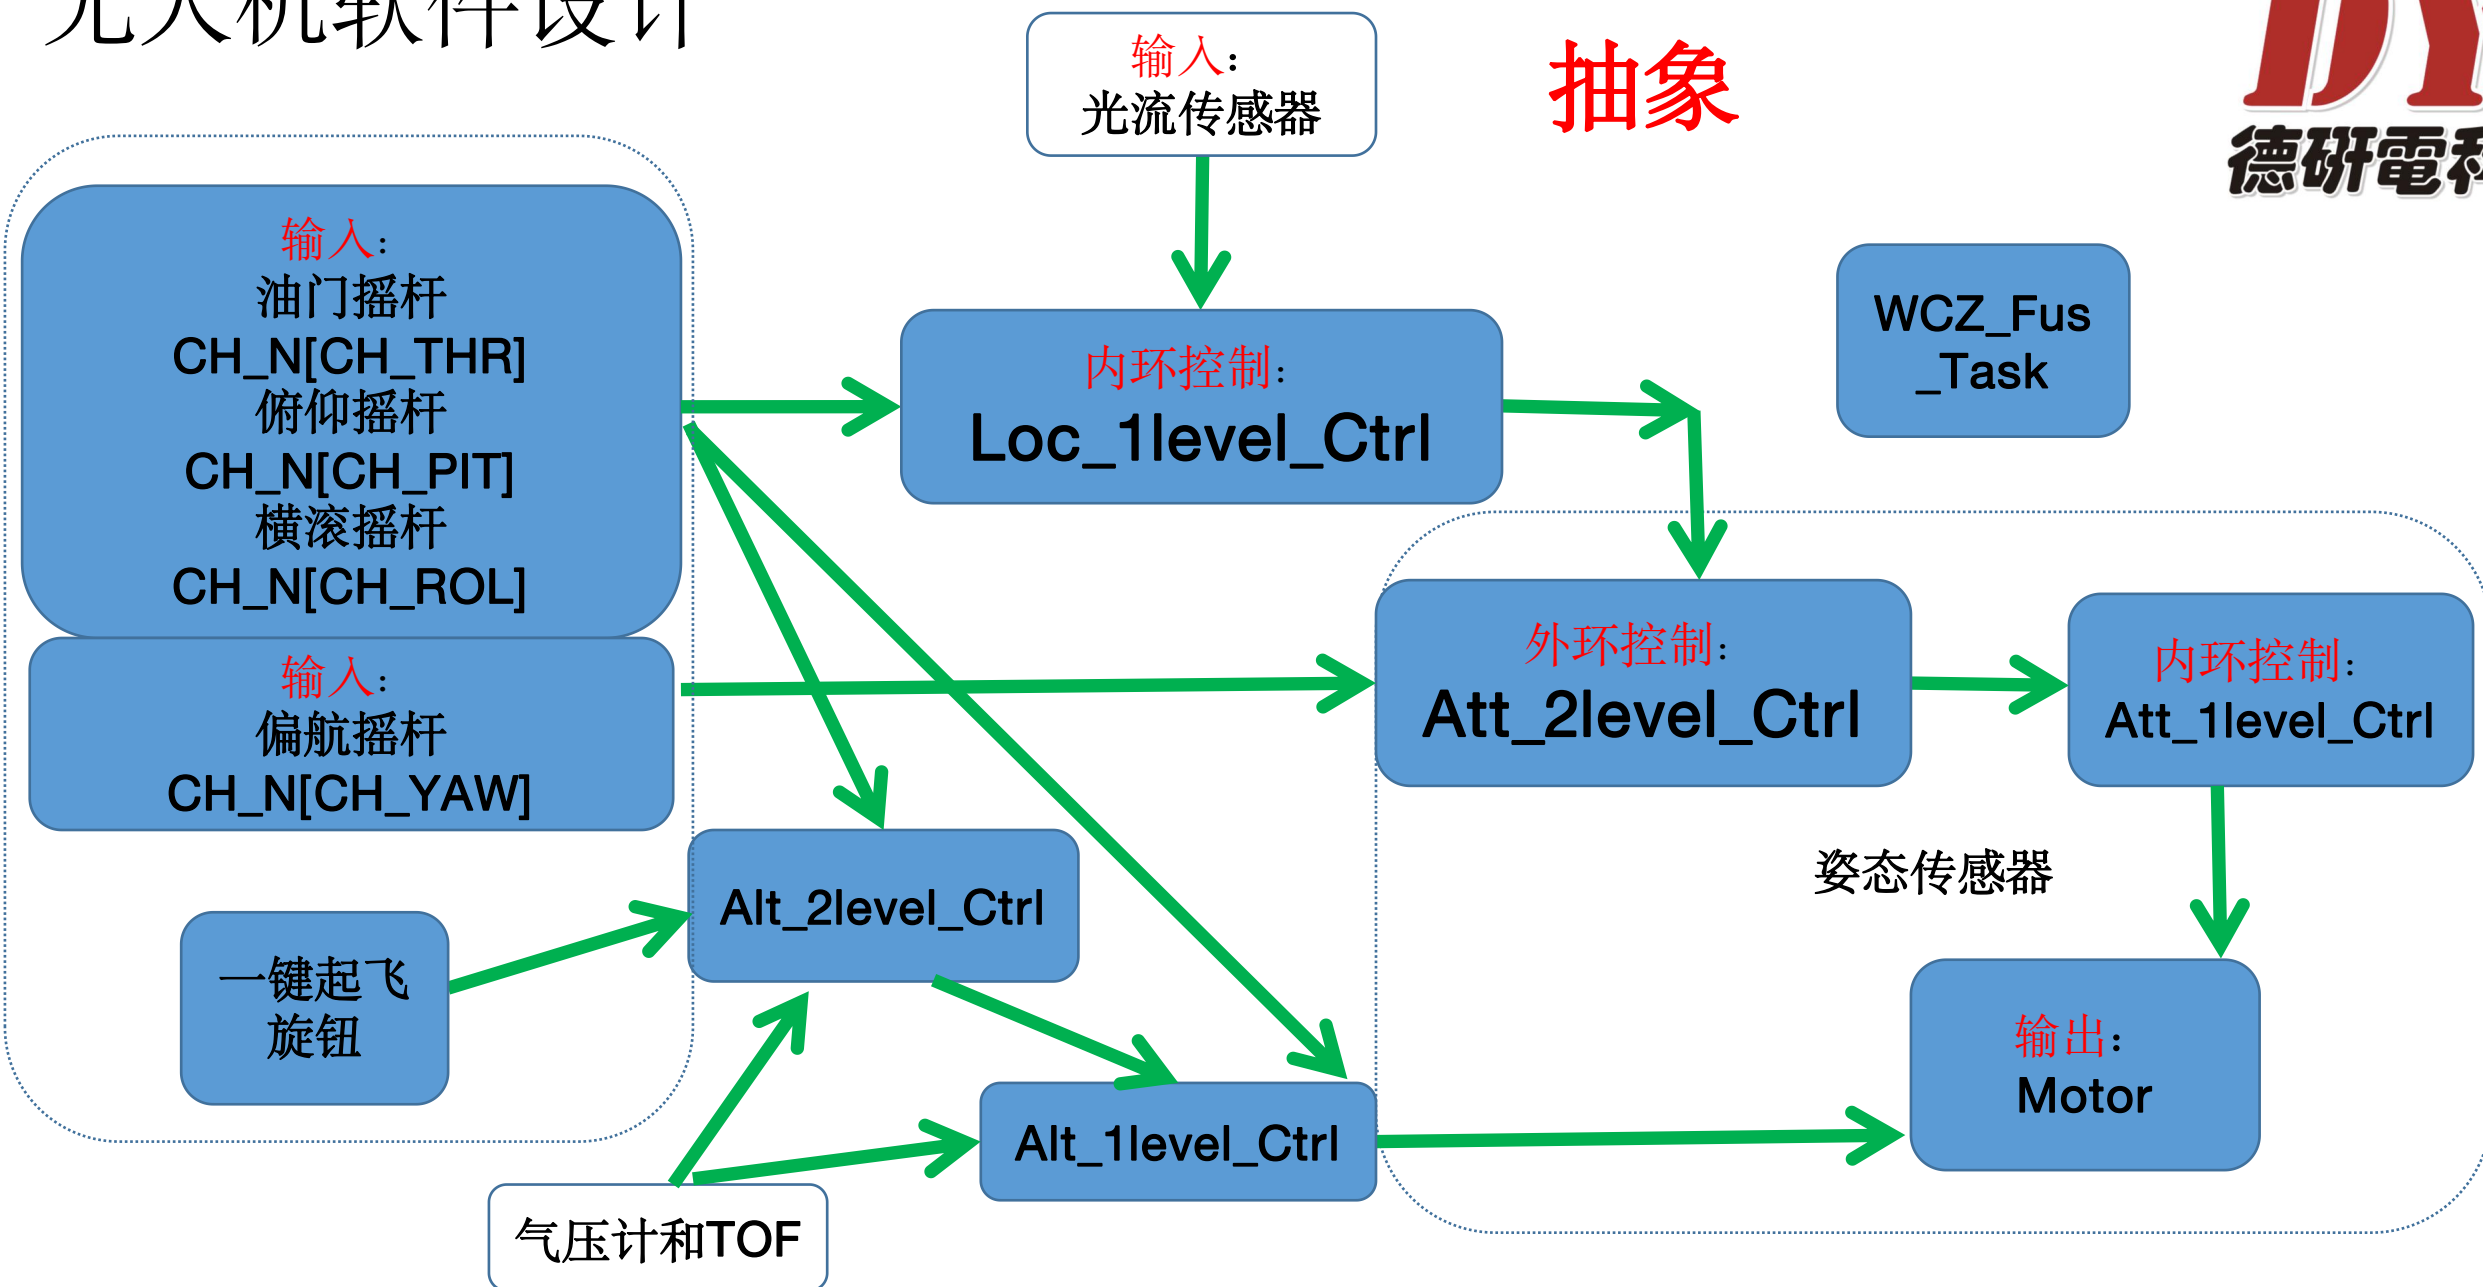 无人机软件设计
输入：
光流传感器
抽象
德研電科
输入：
油门摇杆
CH_N[CH_THR]
俯仰摇杆
CH_N[CH_PIT]
横滚摇杆
CH_N[CH_ROL]
内环控制：
Loc_1level_Ctrl
WCZ_Fus
_Task
输入：
偏航摇杆
CH_N[CH_YAW]
外环控制：
Att_2level_Ctrl
内环控制：
Att_1level_Ctrl
姿态传感器
Alt_2level_Ctrl
一键起飞
旋钮
输出：
Motor
Alt_1level_Ctrl
气压计和TOF